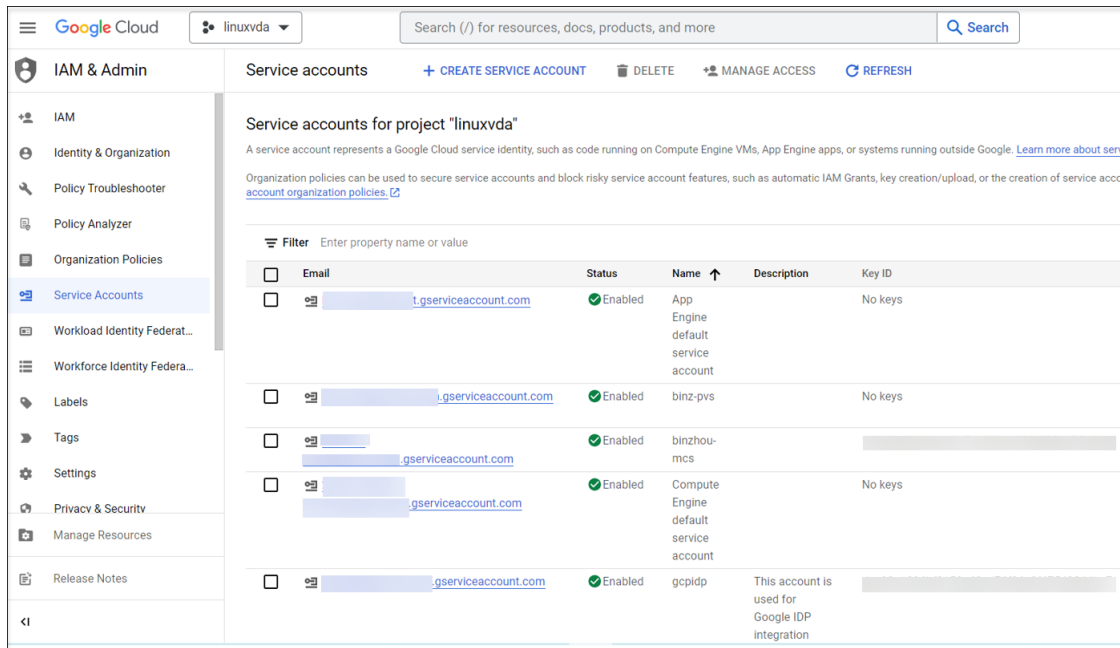 Google Cloud
linuxvda
Search (/) for resources, docs, products, and more
Search
IAM & Admin
IAM
Identity & Organization
Policy Troubleshooter
Policy Analyzer
Organization Policies
Service Accounts
Workload Identity Federat...
Workforce Identity Federa...
Labels
Tags
Settings
Privacy & Security
Manage Resources
Release Notes
Service accounts
+ CREATE SERVICE ACCOUNT
DELETE
MANAGE ACCESS
REFRESH
Service accounts for project "linuxvda"
A service account represents a Google Cloud service identity, such as code running on Compute Engine VMs, App Engine apps, or systems running outside Google. Learn more about ser
Organization policies can be used to secure service accounts and block risky service account features, such as automatic IAM Grants, key creation/upload, or the creation of service acc
account organization policies.
Filter Enter property name or value
Email Status Name Description Key ID
t.gserviceaccount.com Enabled App No keys
Engine
default
service
account
.gserviceaccount.com Enabled binz-pvs No keys
Enabled binzhou-
.gserviceaccount.com mcs
Enabled Compute No keys
.gserviceaccount.com Engine
default
service
account
.gserviceaccount.com Enabled gcpidp This account is
used for
Google IDP
integration